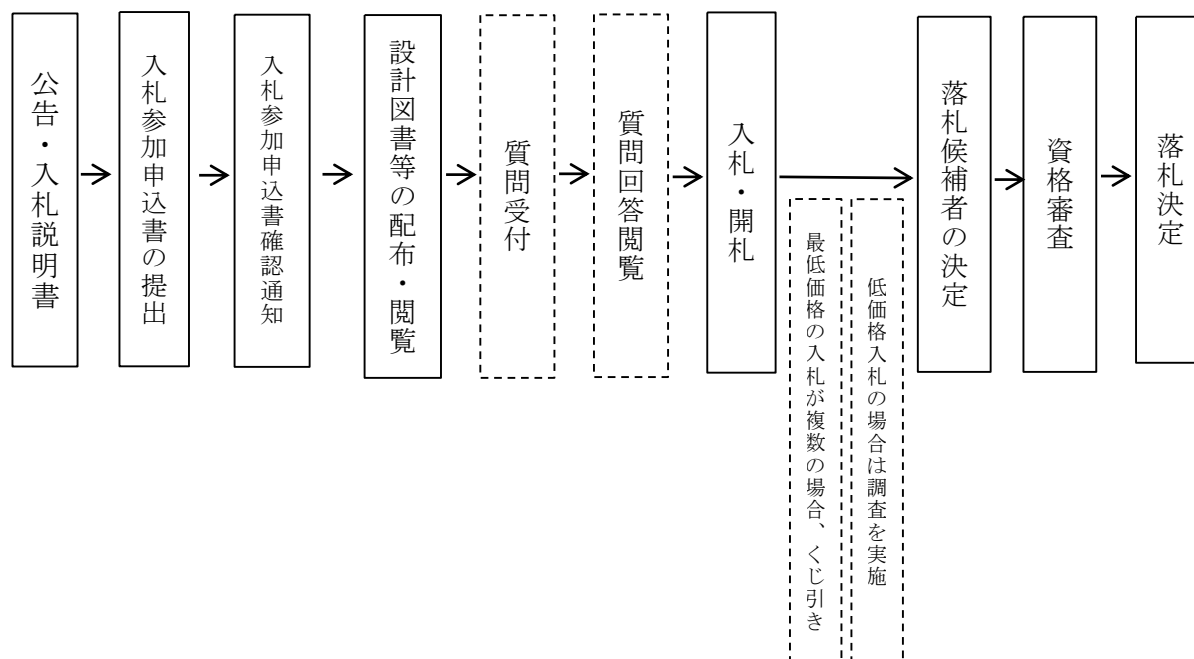 公告・入札説明書
入札参加申込書の提出
入札参加申込書確認通知
設計図書等の配布・閲覧
質問受付
質問回答閲覧
入札・開札
最低価格の入札が複数の場合、くじ引き
低価格入札の場合は調査を実施
落札候補者の決定
資格審査
落札決定